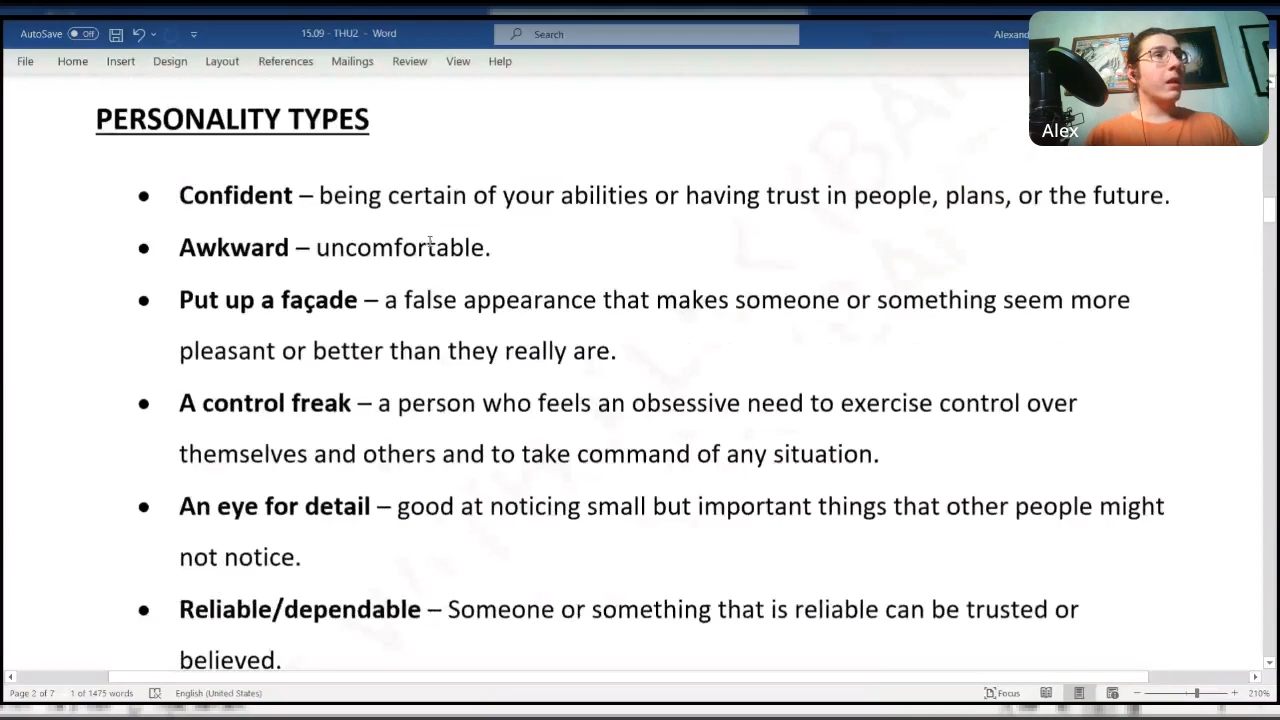 AutoSave Off 15.09 - THU2 - Word Search Alexand
File Home Insert Design Layout References Mailings Review View Help
Alex
PERSONALITY TYPES
• Confident – being certain of your abilities or having trust in people, plans, or the future.
• Awkward – uncomfortable.
• Put up a façade – a false appearance that makes someone or something seem more
pleasant or better than they really are.
• A control freak – a person who feels an obsessive need to exercise control over
themselves and others and to take command of any situation.
• An eye for detail – good at noticing small but important things that other people might
not notice.
• Reliable/dependable – Someone or something that is reliable can be trusted or
believed.
Page 2 of 7 1 of 1475 words English (United States) Focus 210%